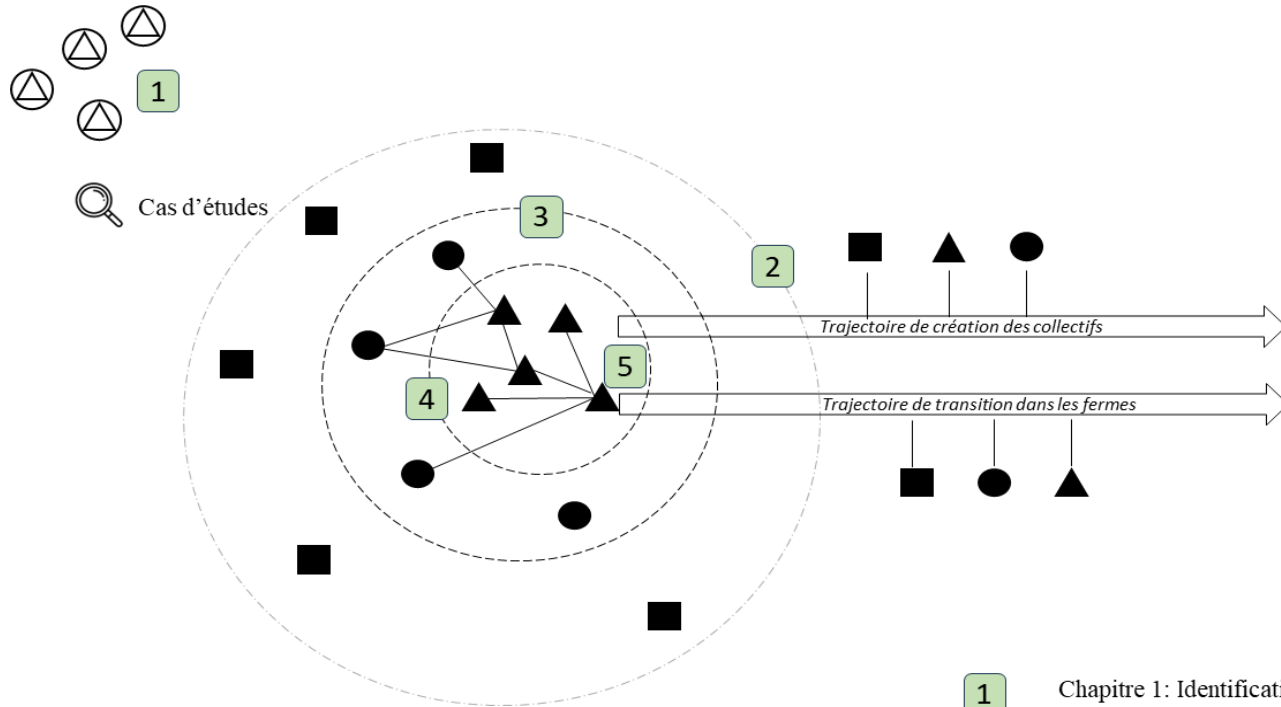 1
Cas d'études
3
2
Trajectoire de création des collectifs
5
4
Trajectoire de transition dans les fermes
1
Chapitre 1: Identificati